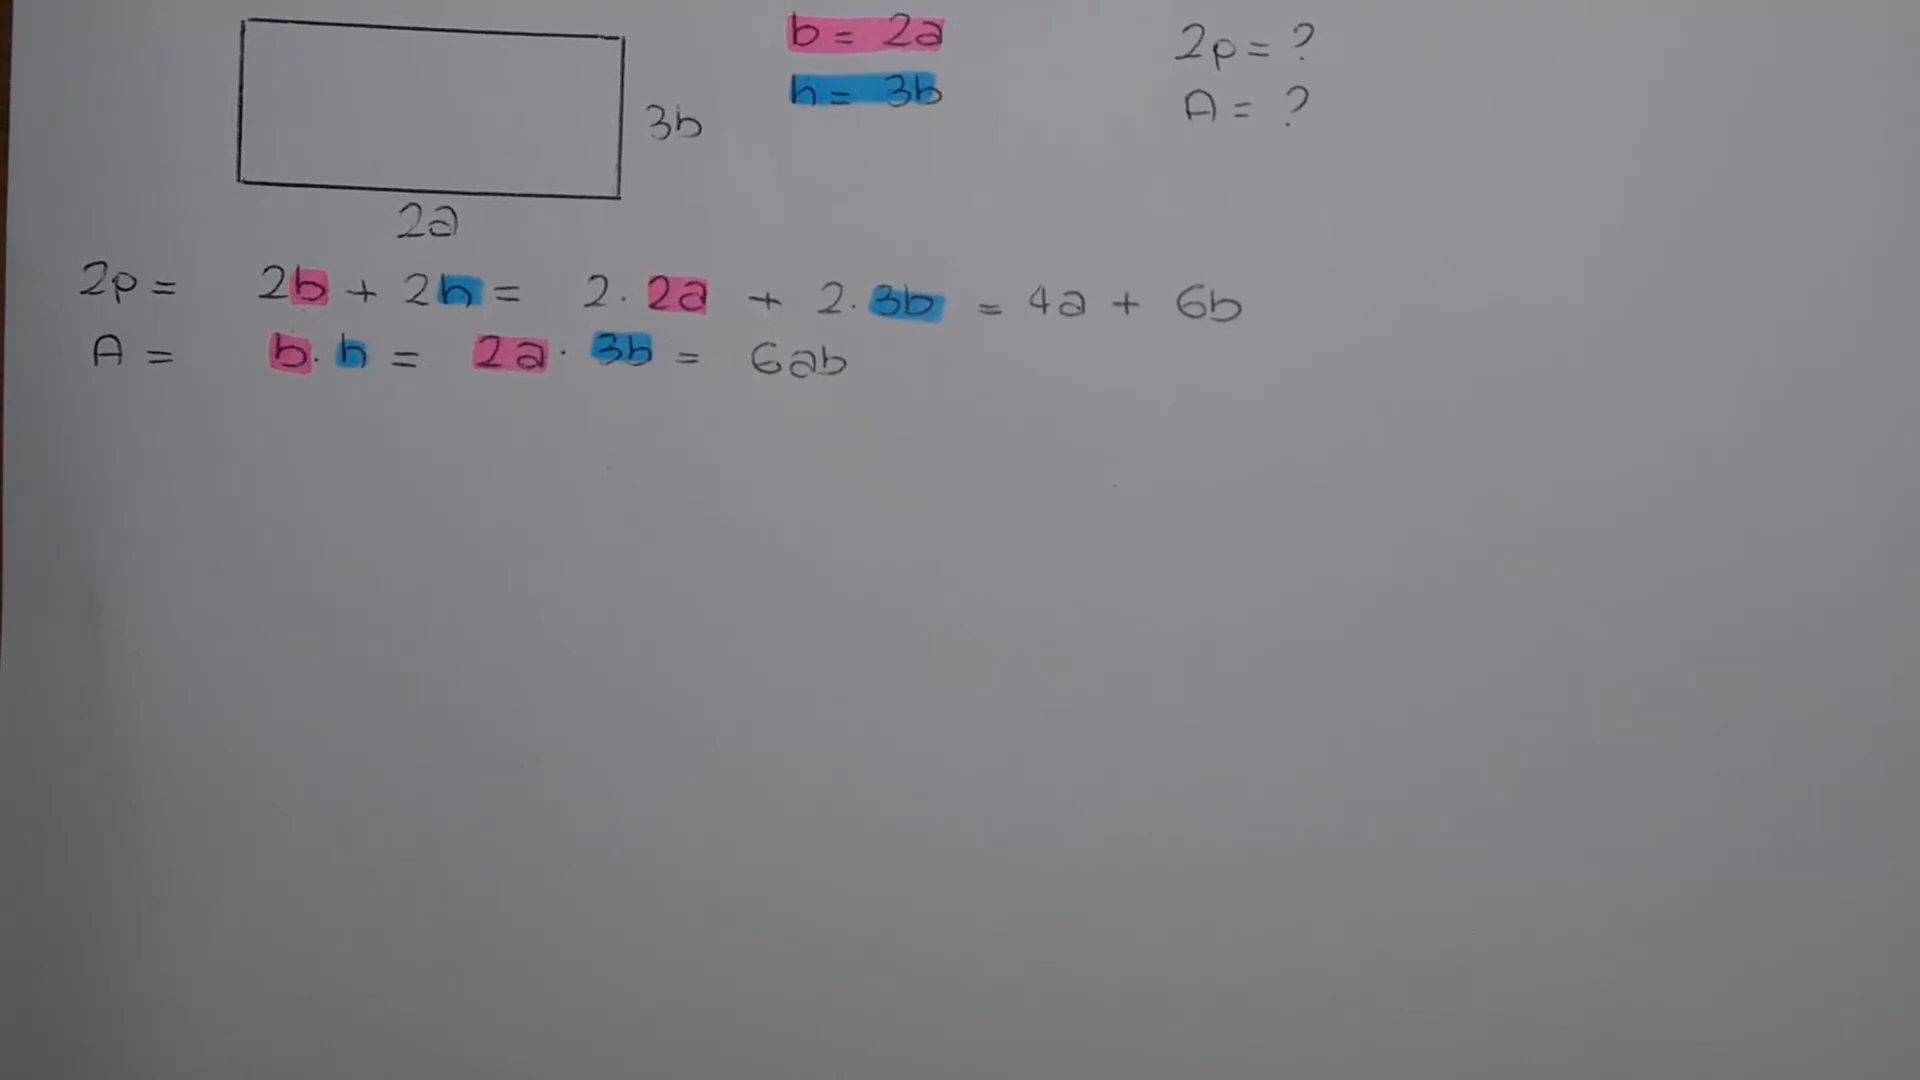 b = 2a
h = 3b
2p = ?
A = ?
3b
2a
2p = 2b + 2h = 2 · 2a + 2 · 3b = 4a + 6b
A = b · h = 2a · 3b = 6ab